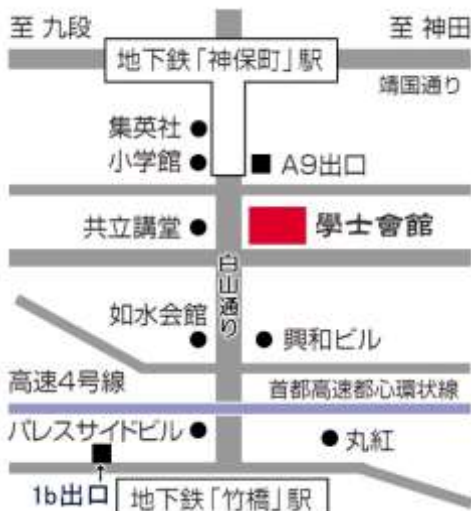 至 九段
至 神田
地下鉄「神保町」駅
靖国通り
集英社
小学館
A9出口
共立講堂
學士會館
白山通り
如水会館
興和ビル
高速4号線
首都高速都心環状線
パレスサイドビル
丸紅
1b出口
地下鉄「竹橋」駅